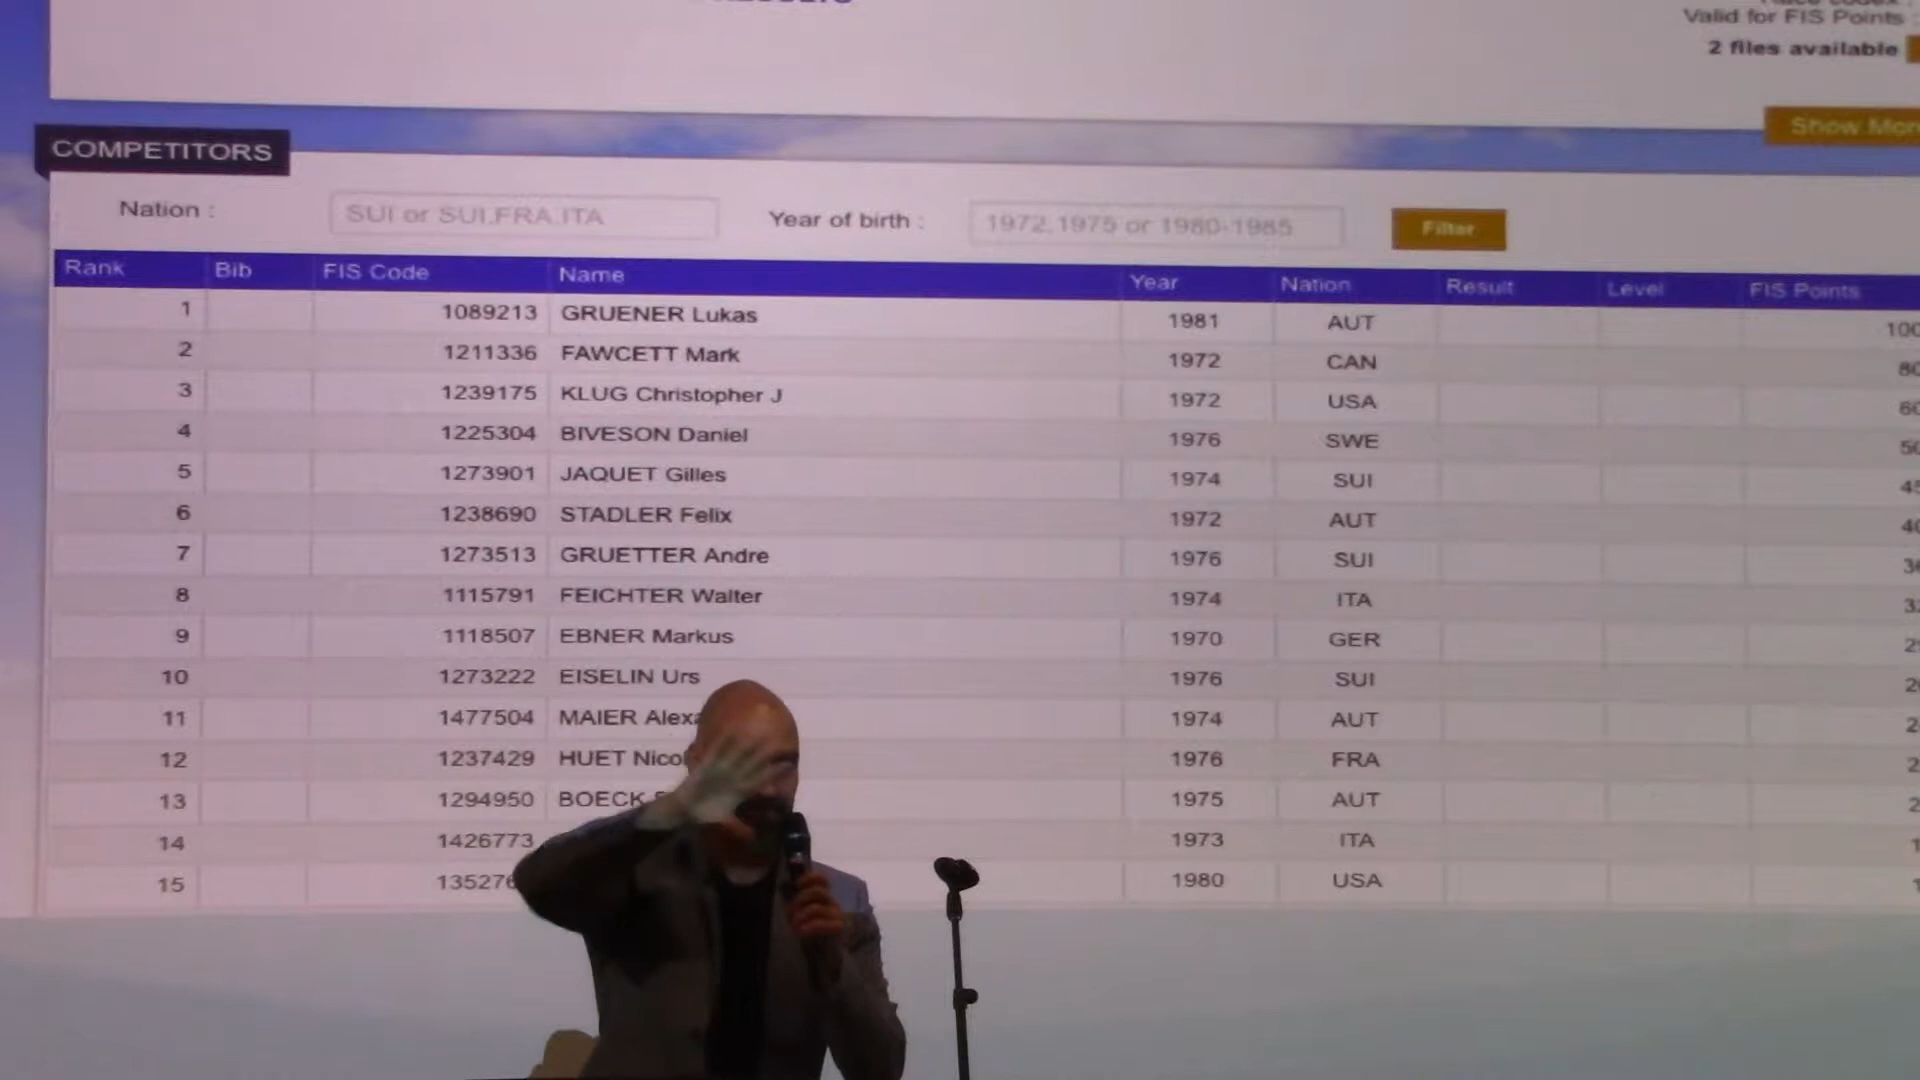 Valid for FIS Points :
2 files available
COMPETITORS
Nation :
SUI or SUI,FRA,ITA
Year of birth :
1972,1975 or 1980-1985
Filter
Rank Bib FIS Code Name Year Nation Result Level FIS Points
1 1089213 GRUENER Lukas 1981 AUT
2 1211336 FAWCETT Mark 1972 CAN
3 1239175 KLUG Christopher J 1972 USA
4 1225304 BIVESON Daniel 1976 SWE
5 1273901 JAQUET Gilles 1974 SUI
6 1238690 STADLER Felix 1972 AUT
7 1273513 GRUETTER Andre 1976 SUI
8 1115791 FEICHTER Walter 1974 ITA
9 1118507 EBNER Markus 1970 GER
10 1273222 EISELIN Urs 1976 SUI
11 1477504 MAIER 1974 AUT
12 1237429 HUET 1976 FRA
13 1294950 BOECK 1975 AUT
14 1426773 1973 ITA
15 1980 USA